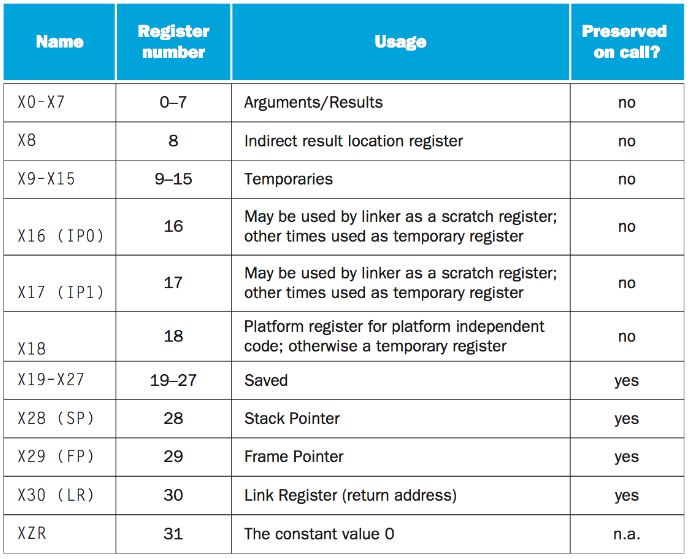 Name Register number Usage Preserved on call?
X0–X7 0–7 Arguments/Results no
X8 8 Indirect result location register no
X9–X15 9–15 Temporaries no
X16 (IP0) 16 May be used by linker as a scratch register; other times used as temporary register no
X17 (IP1) 17 May be used by linker as a scratch register; other times used as temporary register no
X18 18 Platform register for platform independent code; otherwise a temporary register no
X19–X27 19–27 Saved yes
X28 (SP) 28 Stack Pointer yes
X29 (FP) 29 Frame Pointer yes
X30 (LR) 30 Link Register (return address) yes
XZR 31 The constant value 0 n.a.